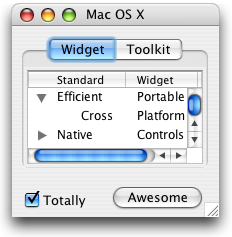 Mac OS X
Widget Toolkit
Standard Widget
Efficient Portable
Cross Platform
Native Controls
Totally Awesome